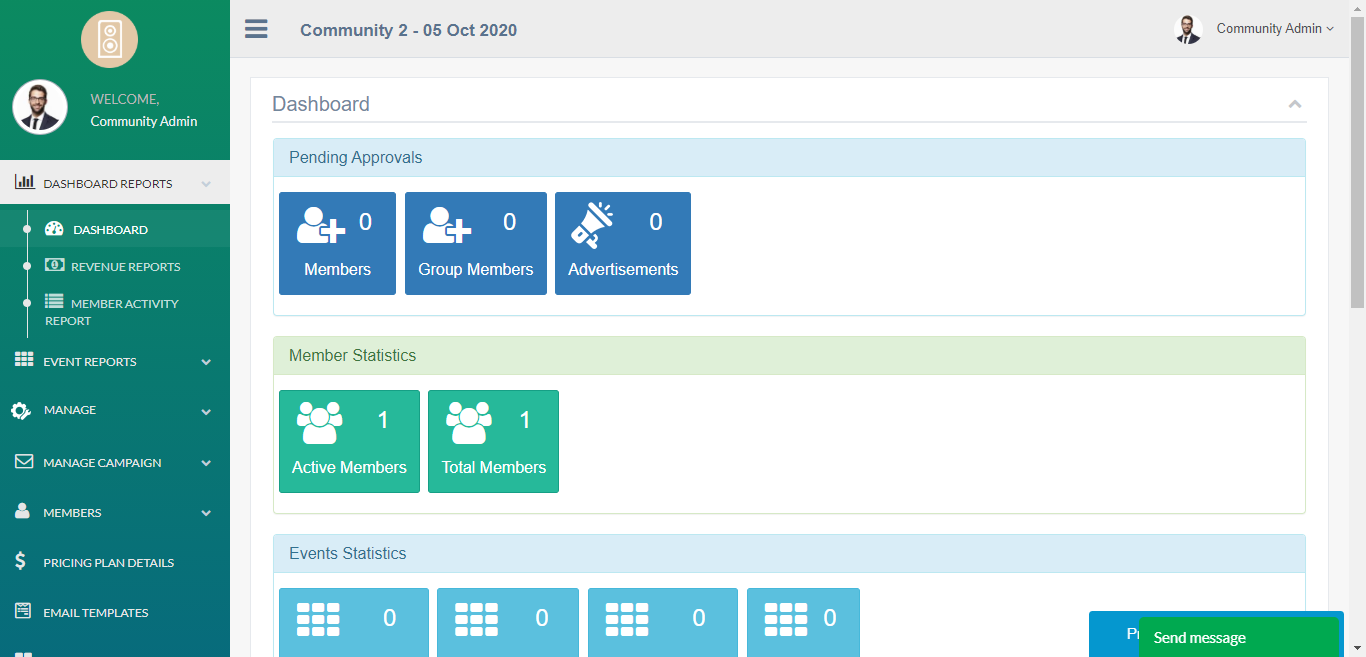 WELCOME,
Community Admin
DASHBOARD REPORTS
DASHBOARD
REVENUE REPORTS
MEMBER ACTIVITY
REPORT
EVENT REPORTS
MANAGE
MANAGE CAMPAIGN
MEMBERS
PRICING PLAN DETAILS
EMAIL TEMPLATES
Community 2 - 05 Oct 2020
Community Admin
Dashboard
Pending Approvals
0
Members
0
Group Members
0
Advertisements
Member Statistics
1
Active Members
1
Total Members
Events Statistics
0
0
0
0
Send message